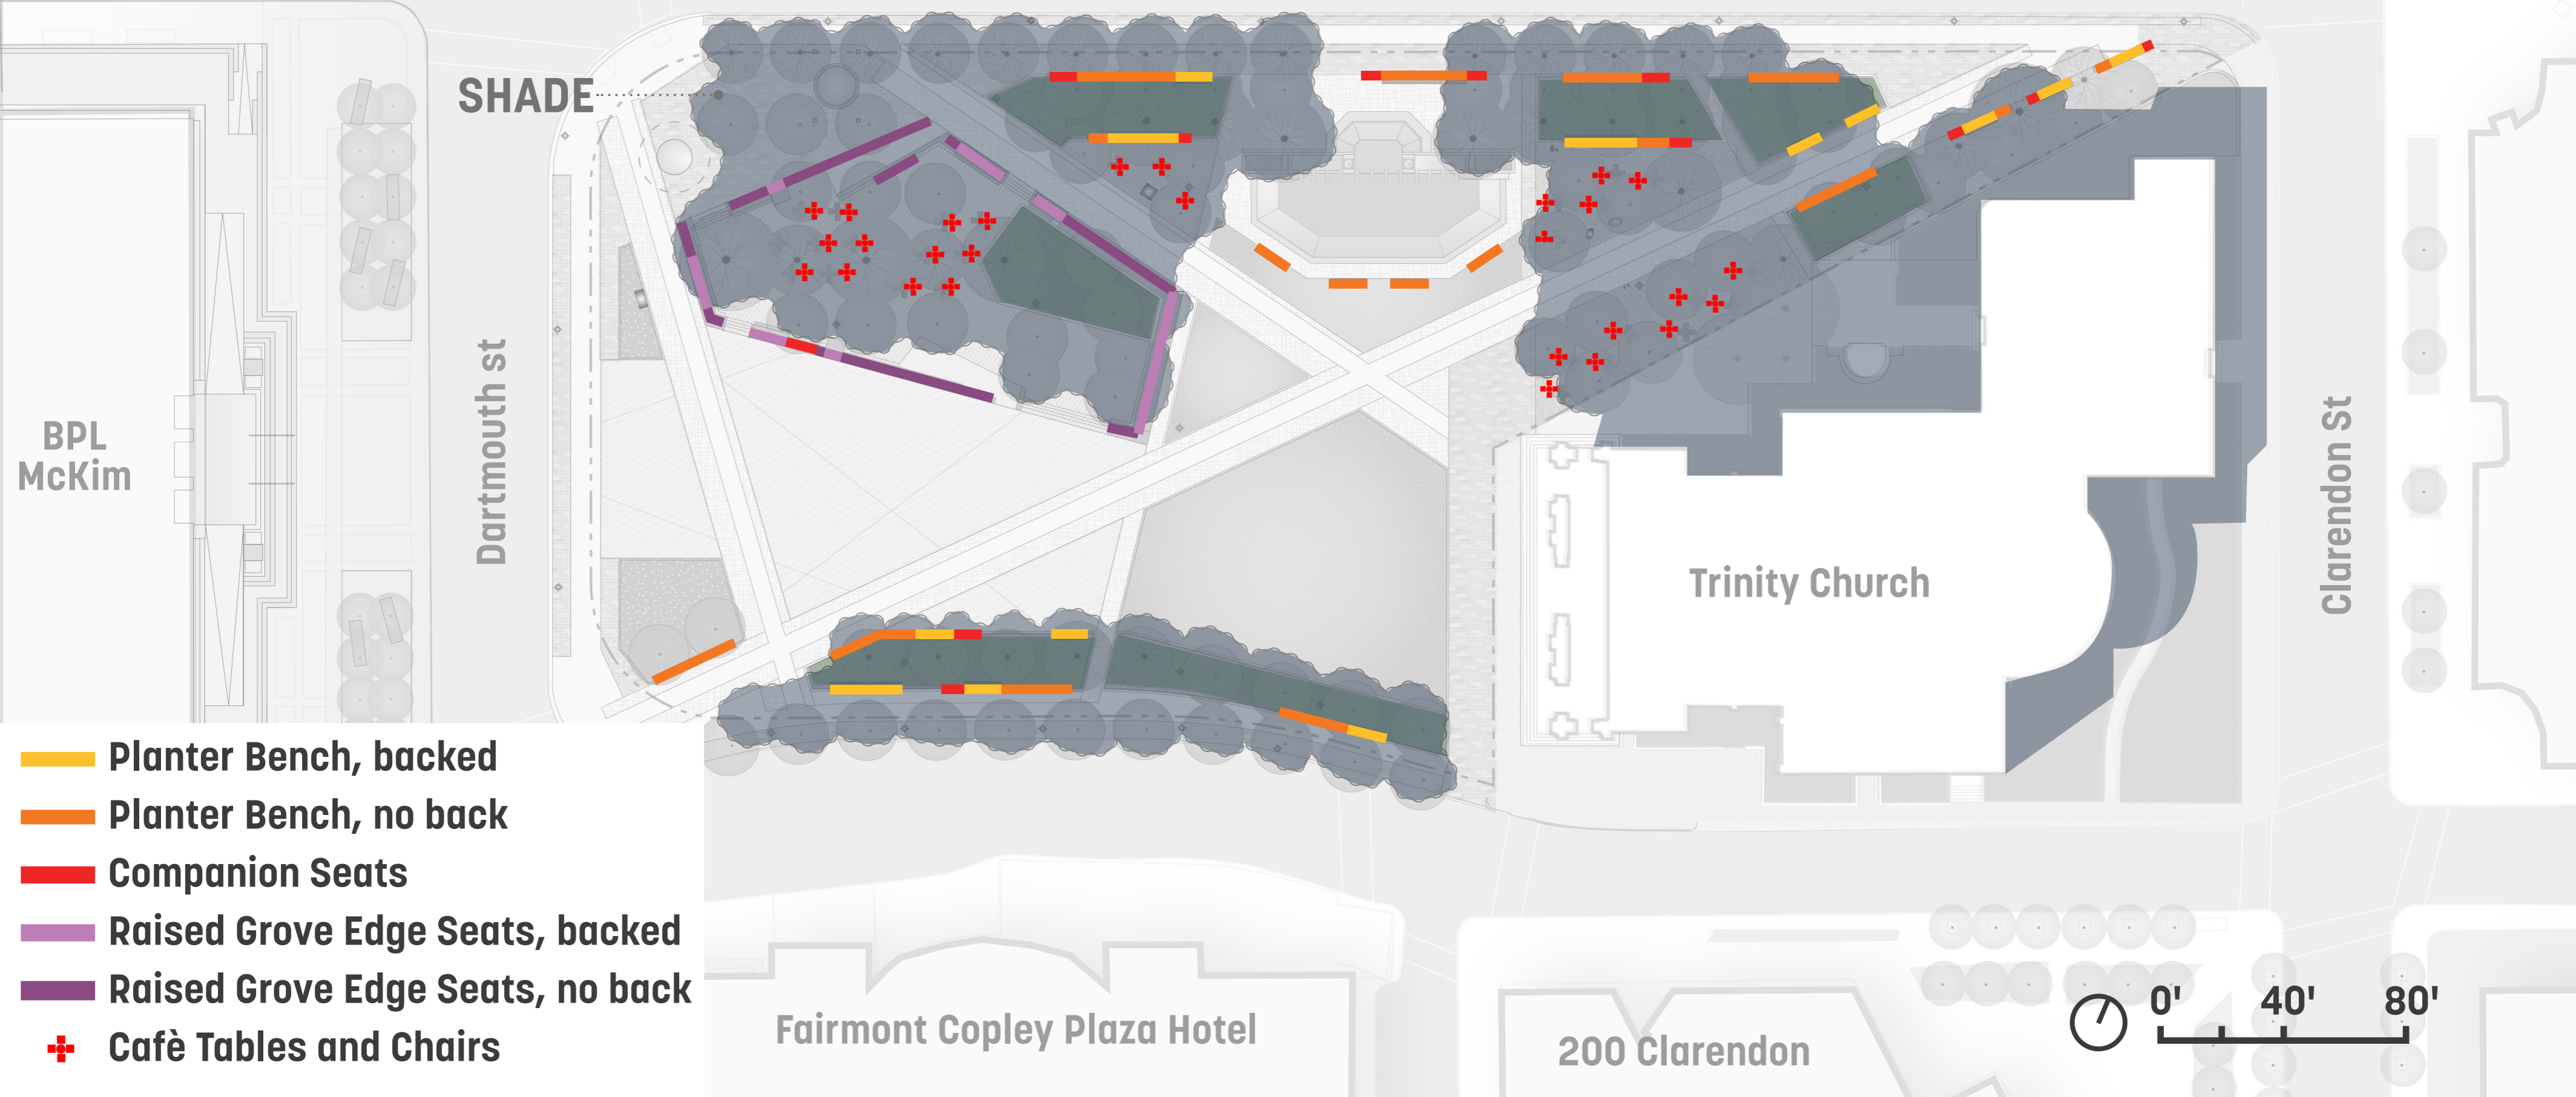 SHADE
BPL
McKim
Dartmouth st
Trinity Church
Clarendon St
Planter Bench, backed
Planter Bench, no back
Companion Seats
Raised Grove Edge Seats, backed
Raised Grove Edge Seats, no back
Cafè Tables and Chairs
Fairmont Copley Plaza Hotel
200 Clarendon
0' 40' 80'